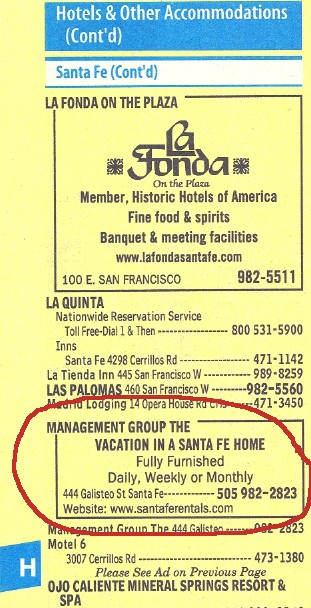 Hotels & Other Accommodations
(Cont'd)
Santa Fe (Cont'd)
LA FONDA ON THE PLAZA
La
Fonda
On the Plaza
Member, Historic Hotels of America
Fine food & spirits
Banquet & meeting facilities
www.lafondasantafe.com
100 E. SAN FRANCISCO 982-5511
LA QUINTA
Nationwide Reservation Service
Toll Free-Dial 1 & Then ---------------- 800 531-5900
Inns
Santa Fe 4298 Cerrillos Rd ---------------- 471-1142
La Tienda Inn 445 San Francisco W ---------- 989-8259
LAS PALOMAS 460 San Francisco W ---------982-5560
Madrid Lodging 14 Opera House Rd ---471-3450
MANAGEMENT GROUP THE
VACATION IN A SANTA FE HOME
Fully Furnished
Daily, Weekly or Monthly
444 Galisteo St Santa Fe------------- 505 982-2823
Website: www.santaferentals.com
Management Group The 444 Galisteo ------982-2823
Motel 6
3007 Cerrillos Rd ------------------------ 473-1380
Please See Ad on Previous Page
H
OJO CALIENTE MINERAL SPRINGS RESORT &
SPA